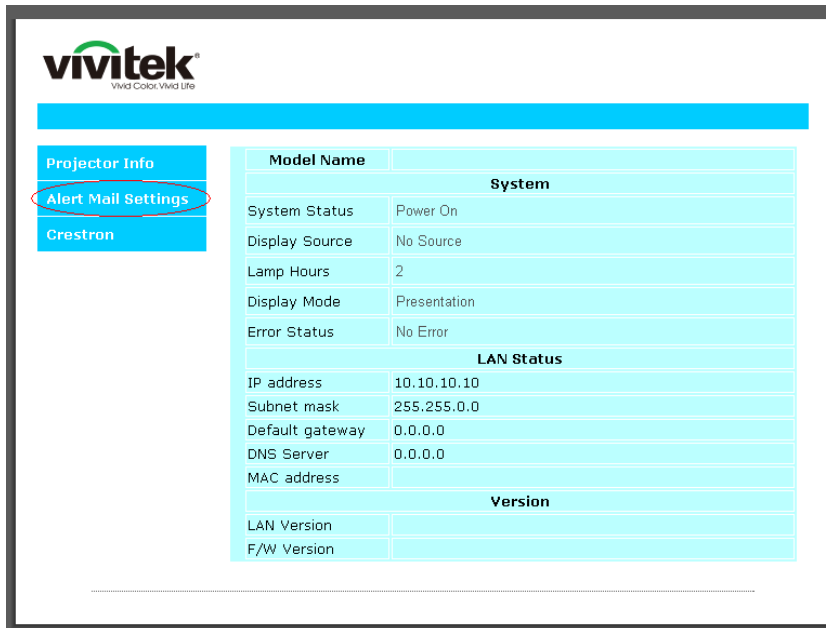 vivitek®
Vivid Color, Vivid Life
Projector Info
Alert Mail Settings
Crestron
Model Name
System
System Status Power On
Display Source No Source
Lamp Hours 2
Display Mode Presentation
Error Status No Error
LAN Status
IP address 10.10.10.10
Subnet mask 255.255.0.0
Default gateway 0.0.0.0
DNS Server 0.0.0.0
MAC address
Version
LAN Version
F/W Version